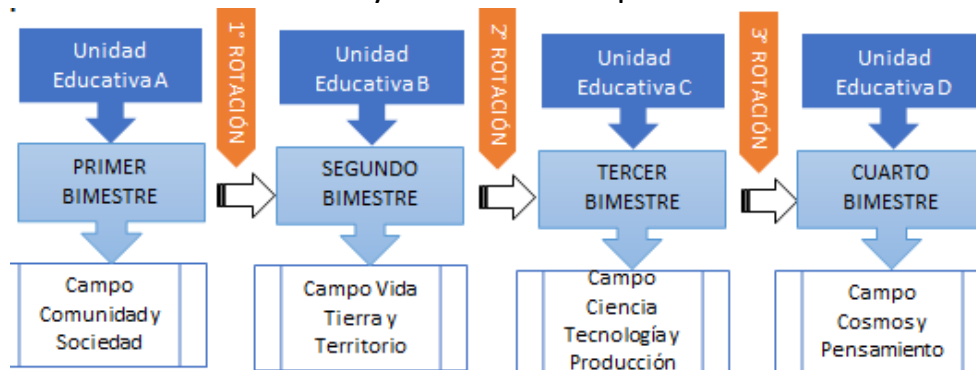 Unidad
Educativa A
1° ROTACIÓN
Unidad
Educativa B
2° ROTACIÓN
Unidad
Educativa C
3° ROTACIÓN
Unidad
Educativa D
PRIMER
BIMESTRE
SEGUNDO
BIMESTRE
TERCER
BIMESTRE
CUARTO
BIMESTRE
Campo
Comunidad y
Sociedad
Campo Vida
Tierra y
Territorio
Campo
Ciencia
Tecnología y
Producción
Campo
Cosmos y
Pensamiento